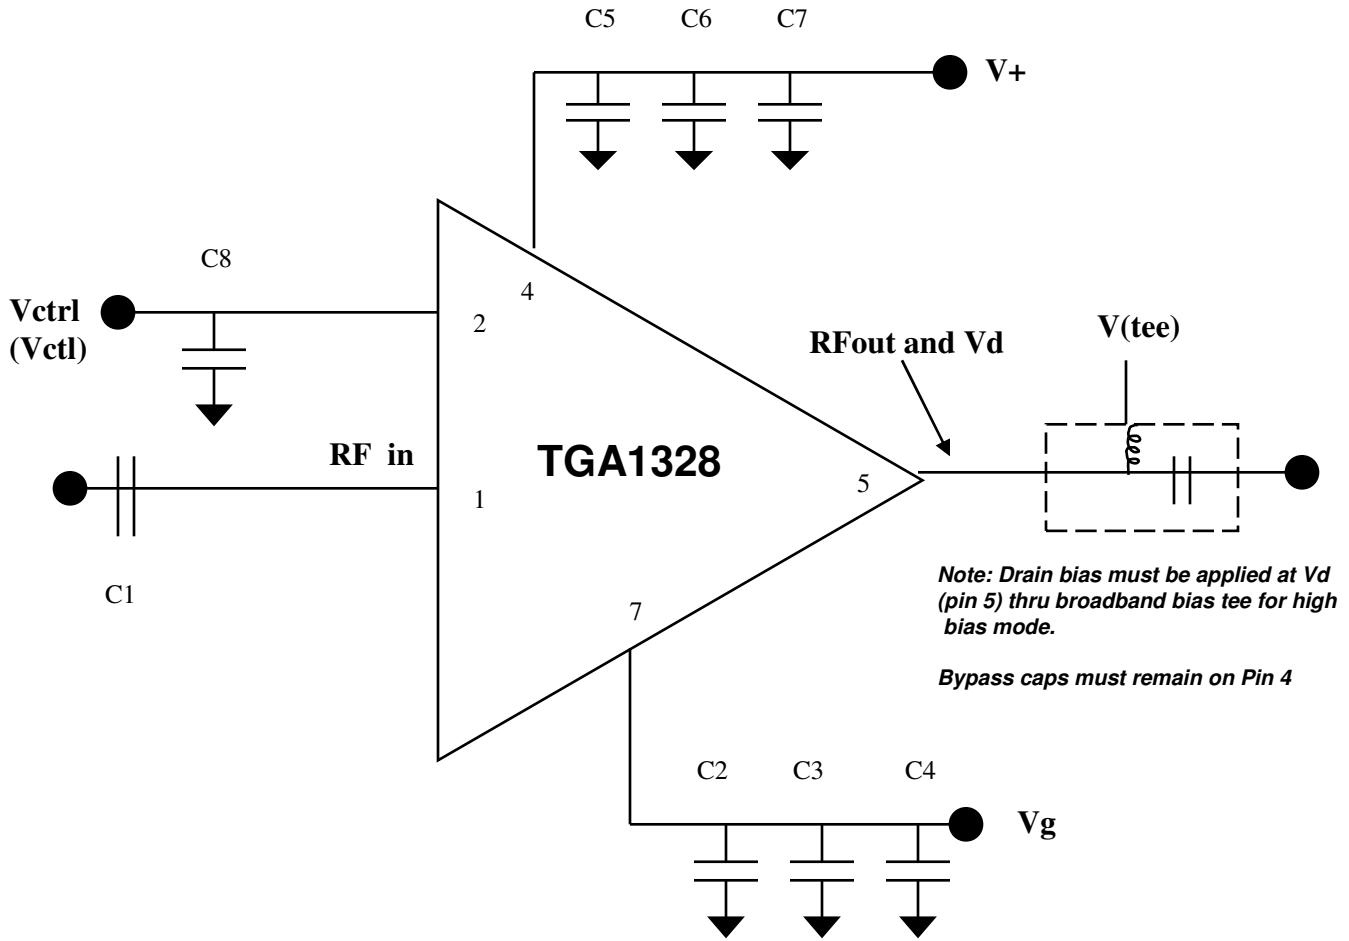 C5 C6 C7
V+
C8
4
Vctrl
(Vctl)
2
V(tee)
RFout and Vd
RF in
TGA1328
5
1
C1
Note: Drain bias must be applied at Vd
(pin 5) thru broadband bias tee for high
bias mode.
7
Bypass caps must remain on Pin 4
C2 C3 C4
Vg